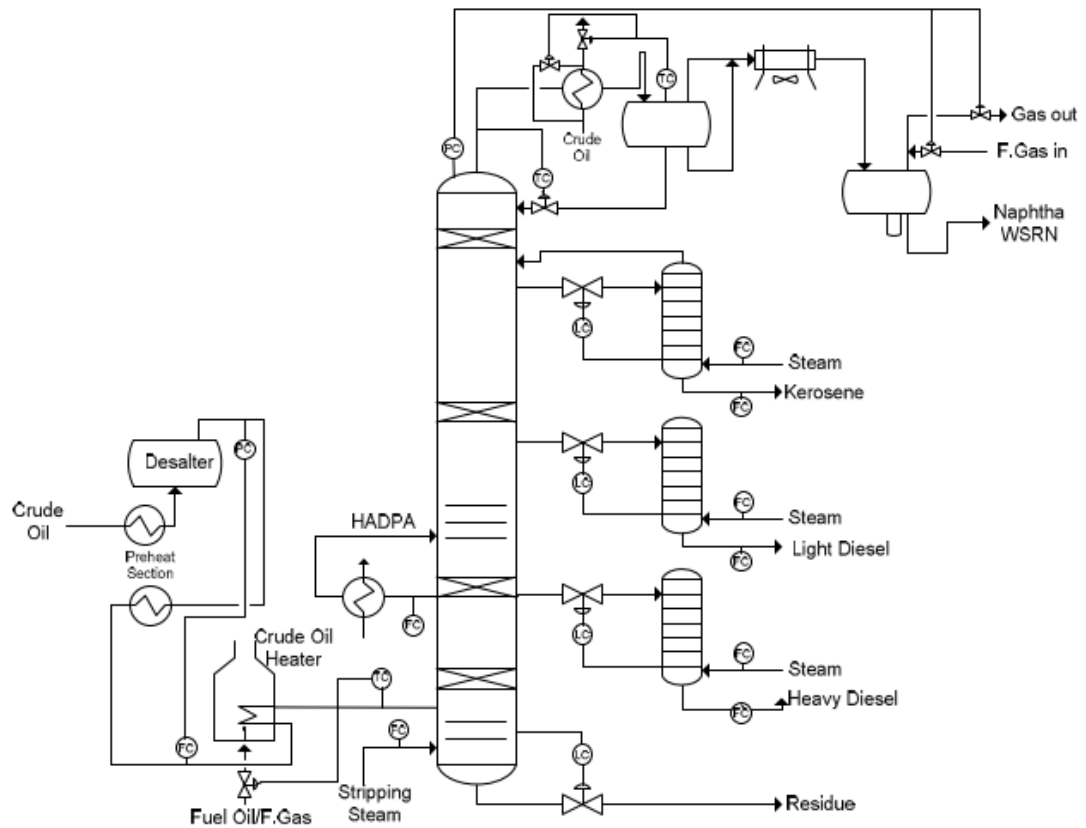 TC
Crude
Oil
Gas out
PC
F.Gas in
TC
Naphtha
WSRN
LC
FC
Steam
Kerosene
FC
PC
Desalter
Crude
Oil
LC
HADPA
FC
Steam
Preheat
Section
Light Diesel
FC
FC
LC
Crude Oil
Heater
FC
Steam
TC
Heavy Diesel
FC
FC
FC
LC
Stripping
Steam
Residue
Fuel Oil/F.Gas